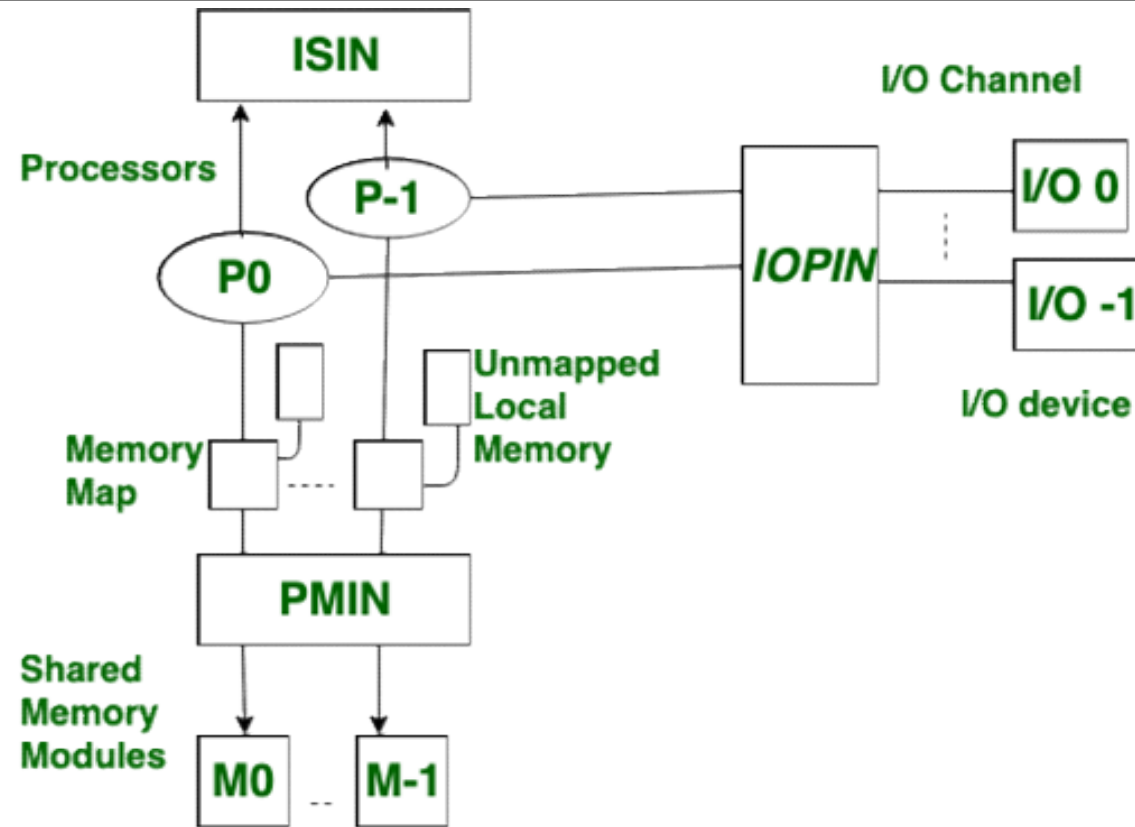 ISIN
I/O Channel
Processors
P-1
I/O 0
P0
IOPIN
I/O -1
Unmapped
Local
Memory
I/O device
Memory
Map
PMIN
Shared
Memory
Modules
M0
M-1